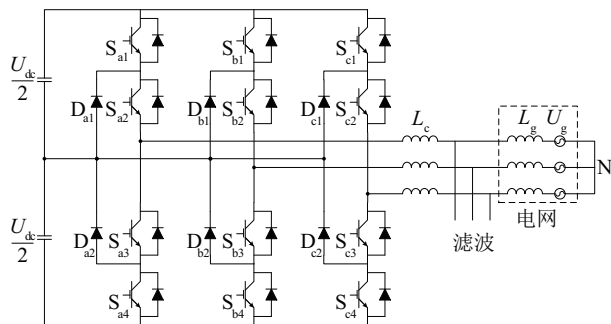 S_a1 S_b1 S_c1
U_dc/2
D_a1 S_a2 D_b1 S_b2 D_c1 S_c2
L_c L_g U_g
N
电网
U_dc/2
D_a2 S_a3 D_b2 S_b3 D_c2 S_c3
滤波
S_a4 S_b4 S_c4